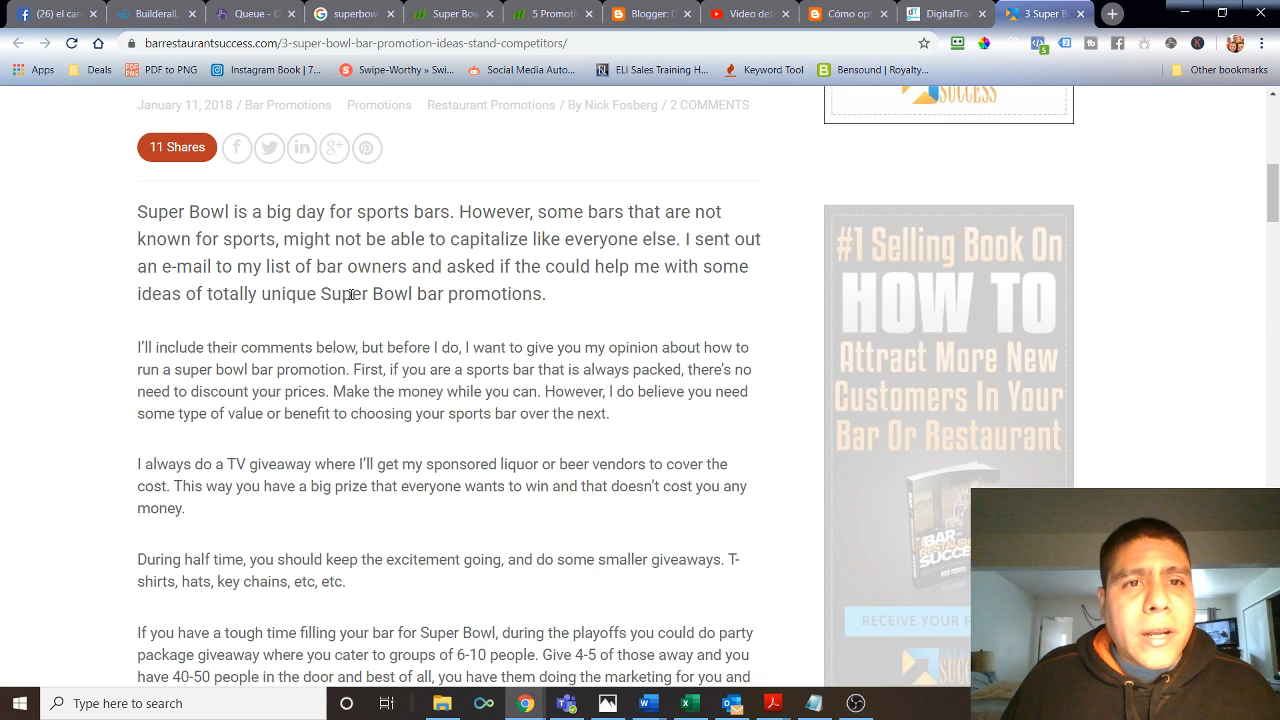 (26) el cara
Builderall,
Queue - Co
superbowl
Super Bow
5 Promotio
Blogger: D
Video det
Cómo opt
DigitalTra
3 Super Bo
barrestaurantsuccess.com/3-super-bowl-bar-promotion-ideas-stand-competitors/
5
Apps
Deals
PDF to PNG
Instagram Book | 7...
Swipe-Worthy » Swi...
Social Media Auto...
ELI Sales Training H...
Keyword Tool
Bensound | Royalty...
Other bookmarks
January 11, 2018 / Bar Promotions Promotions Restaurant Promotions / By Nick Fosberg / 2 COMMENTS
11 Shares
Super Bowl is a big day for sports bars. However, some bars that are not
known for sports, might not be able to capitalize like everyone else. I sent out
an e-mail to my list of bar owners and asked if the could help me with some
ideas of totally unique Super Bowl bar promotions.
I'll include their comments below, but before I do, I want to give you my opinion about how to
run a super bowl bar promotion. First, if you are a sports bar that is always packed, there's no
need to discount your prices. Make the money while you can. However, I do believe you need
some type of value or benefit to choosing your sports bar over the next.
I always do a TV giveaway where I'll get my sponsored liquor or beer vendors to cover the
cost. This way you have a big prize that everyone wants to win and that doesn't cost you any
money.
During half time, you should keep the excitement going, and do some smaller giveaways. T-
shirts, hats, key chains, etc, etc.
If you have a tough time filling your bar for Super Bowl, during the playoffs you could do party
package giveaway where you cater to groups of 6-10 people. Give 4-5 of those away and you
have 40-50 people in the door and best of all, you have them doing the marketing for you and
SUCCESS
#1 Selling Book On
HOW TO
Attract More New
Customers In Your
Bar Or Restaurant
RECEIVE YOUR F
Type here to search